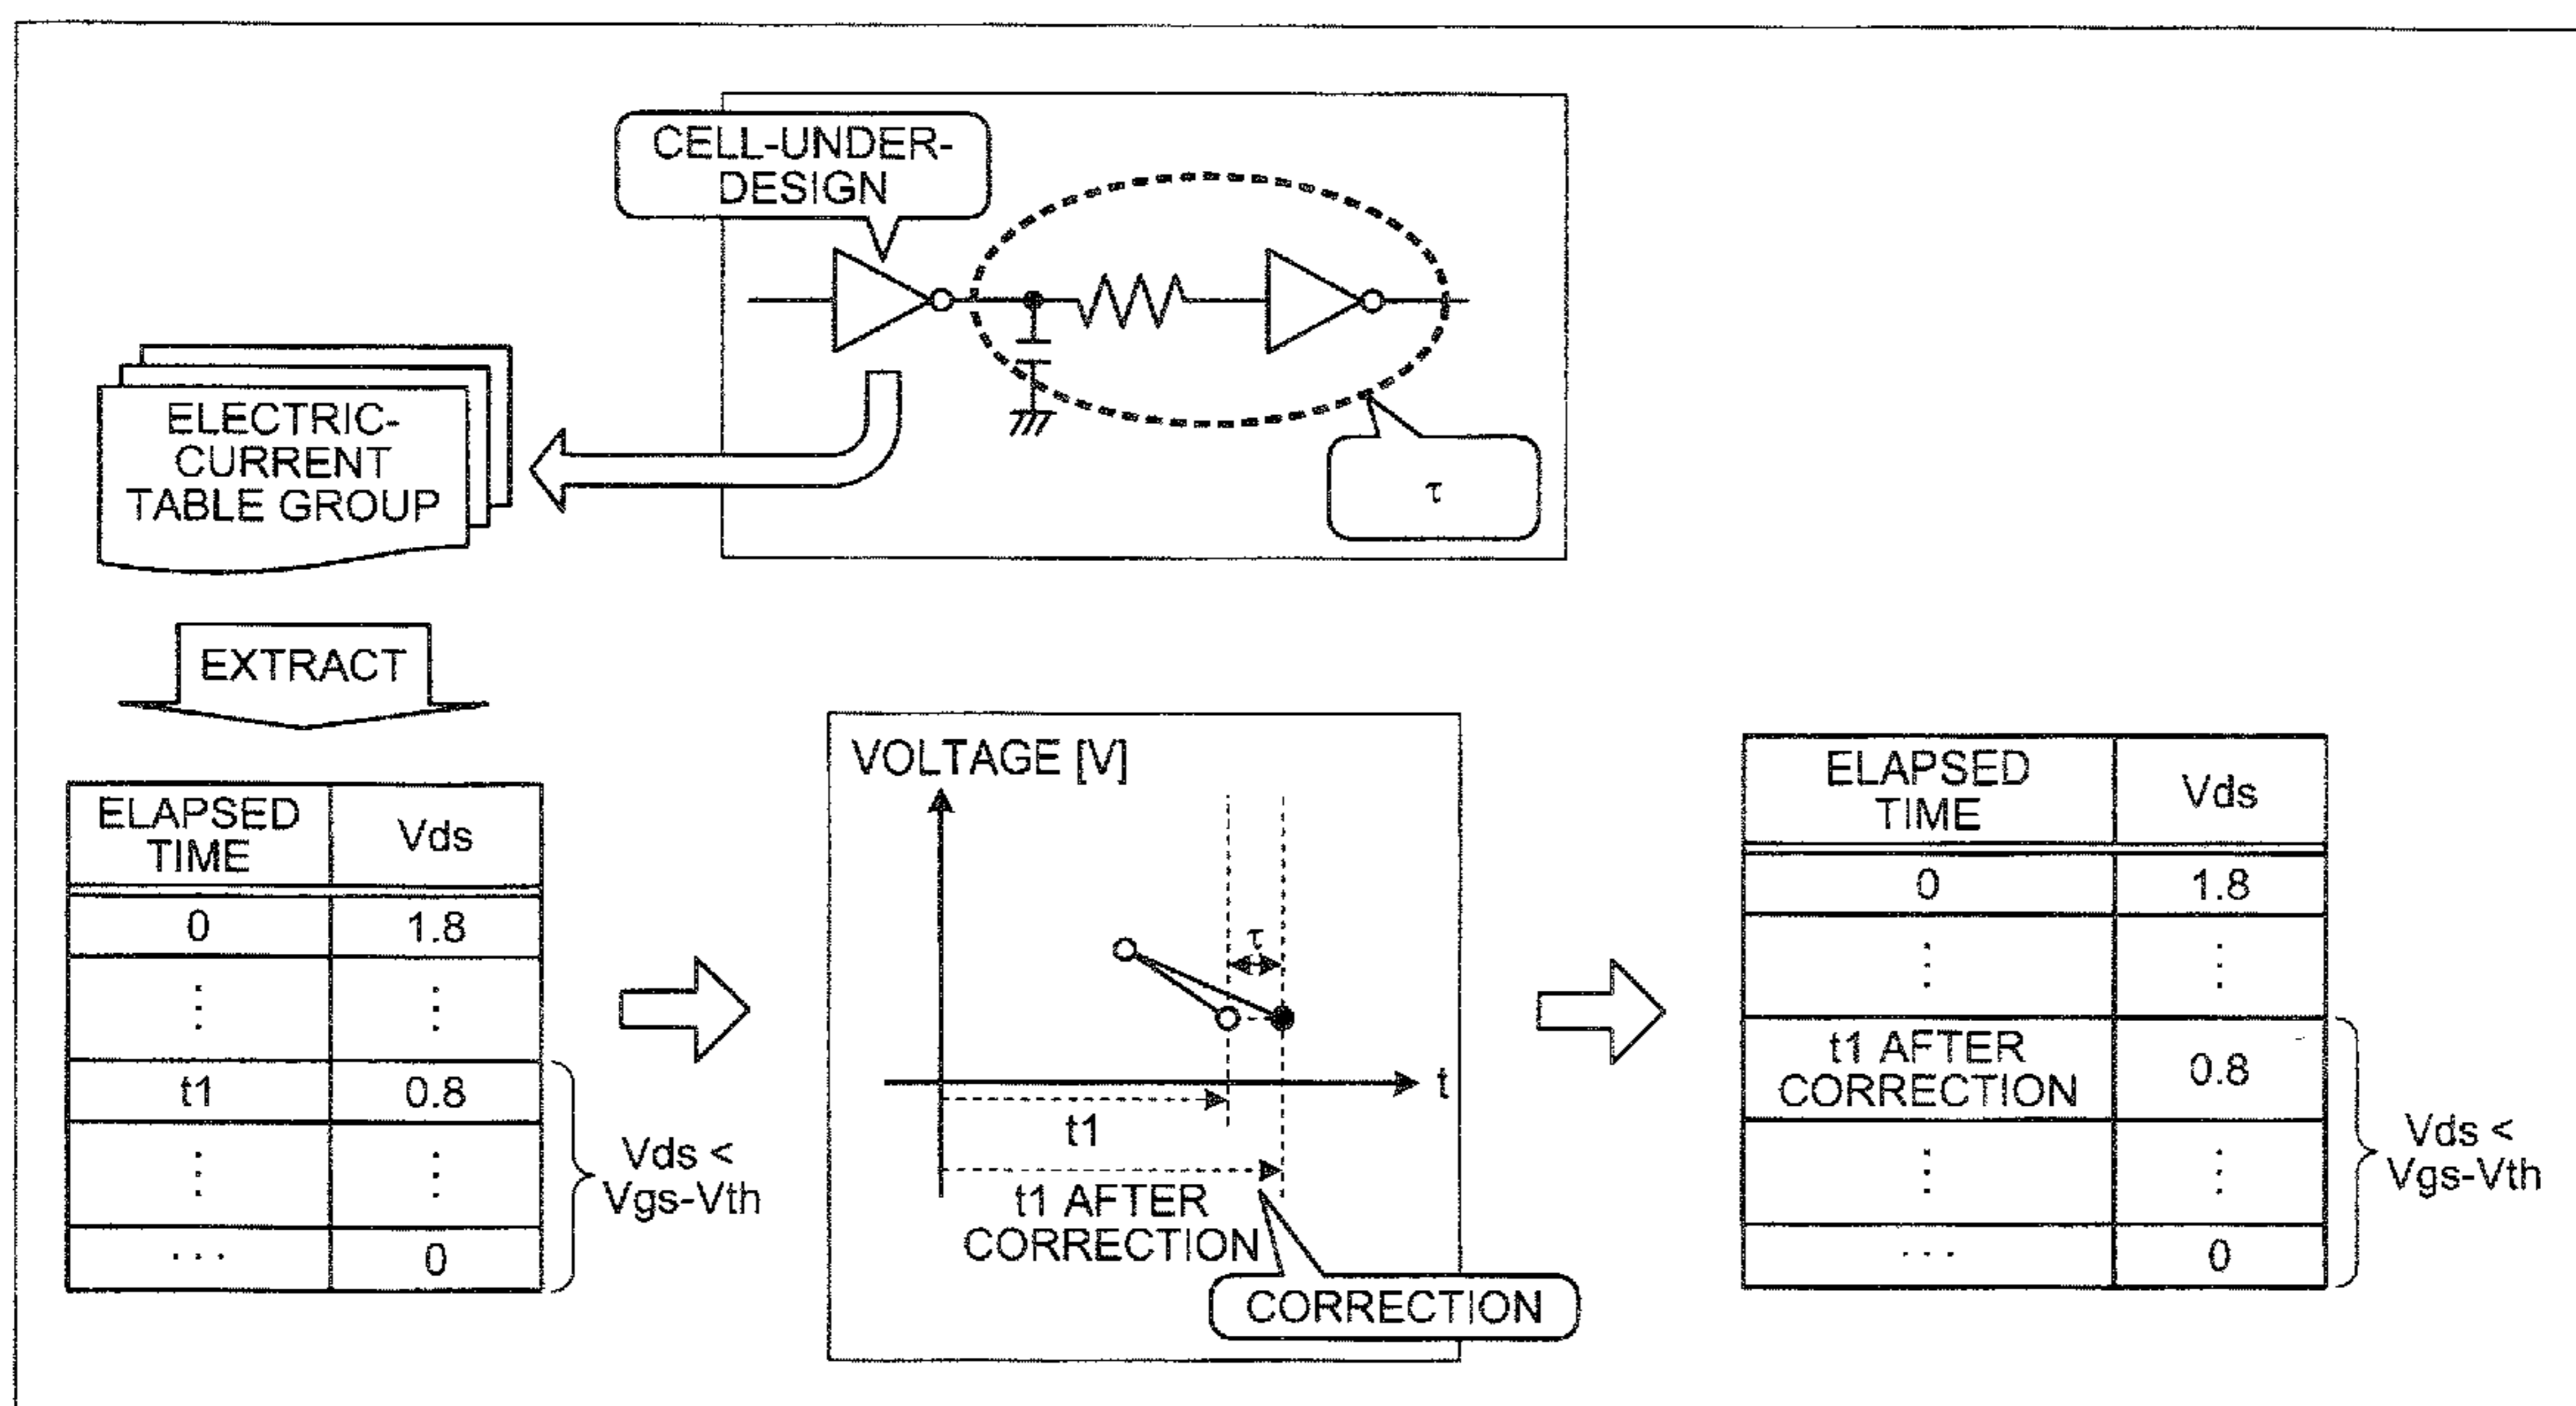 CELL-UNDER-
DESIGN
τ
ELECTRIC-
CURRENT
TABLE GROUP
EXTRACT
ELAPSED
TIME
Vds
0
1.8
⋮
⋮
t1
0.8
⋮
⋮
...
0
Vds <
Vgs-Vth
VOLTAGE [V]
τ
t
t1
t1 AFTER
CORRECTION
CORRECTION
ELAPSED
TIME
Vds
0
1.8
⋮
⋮
t1 AFTER
CORRECTION
0.8
⋮
⋮
...
0
Vds <
Vgs-Vth